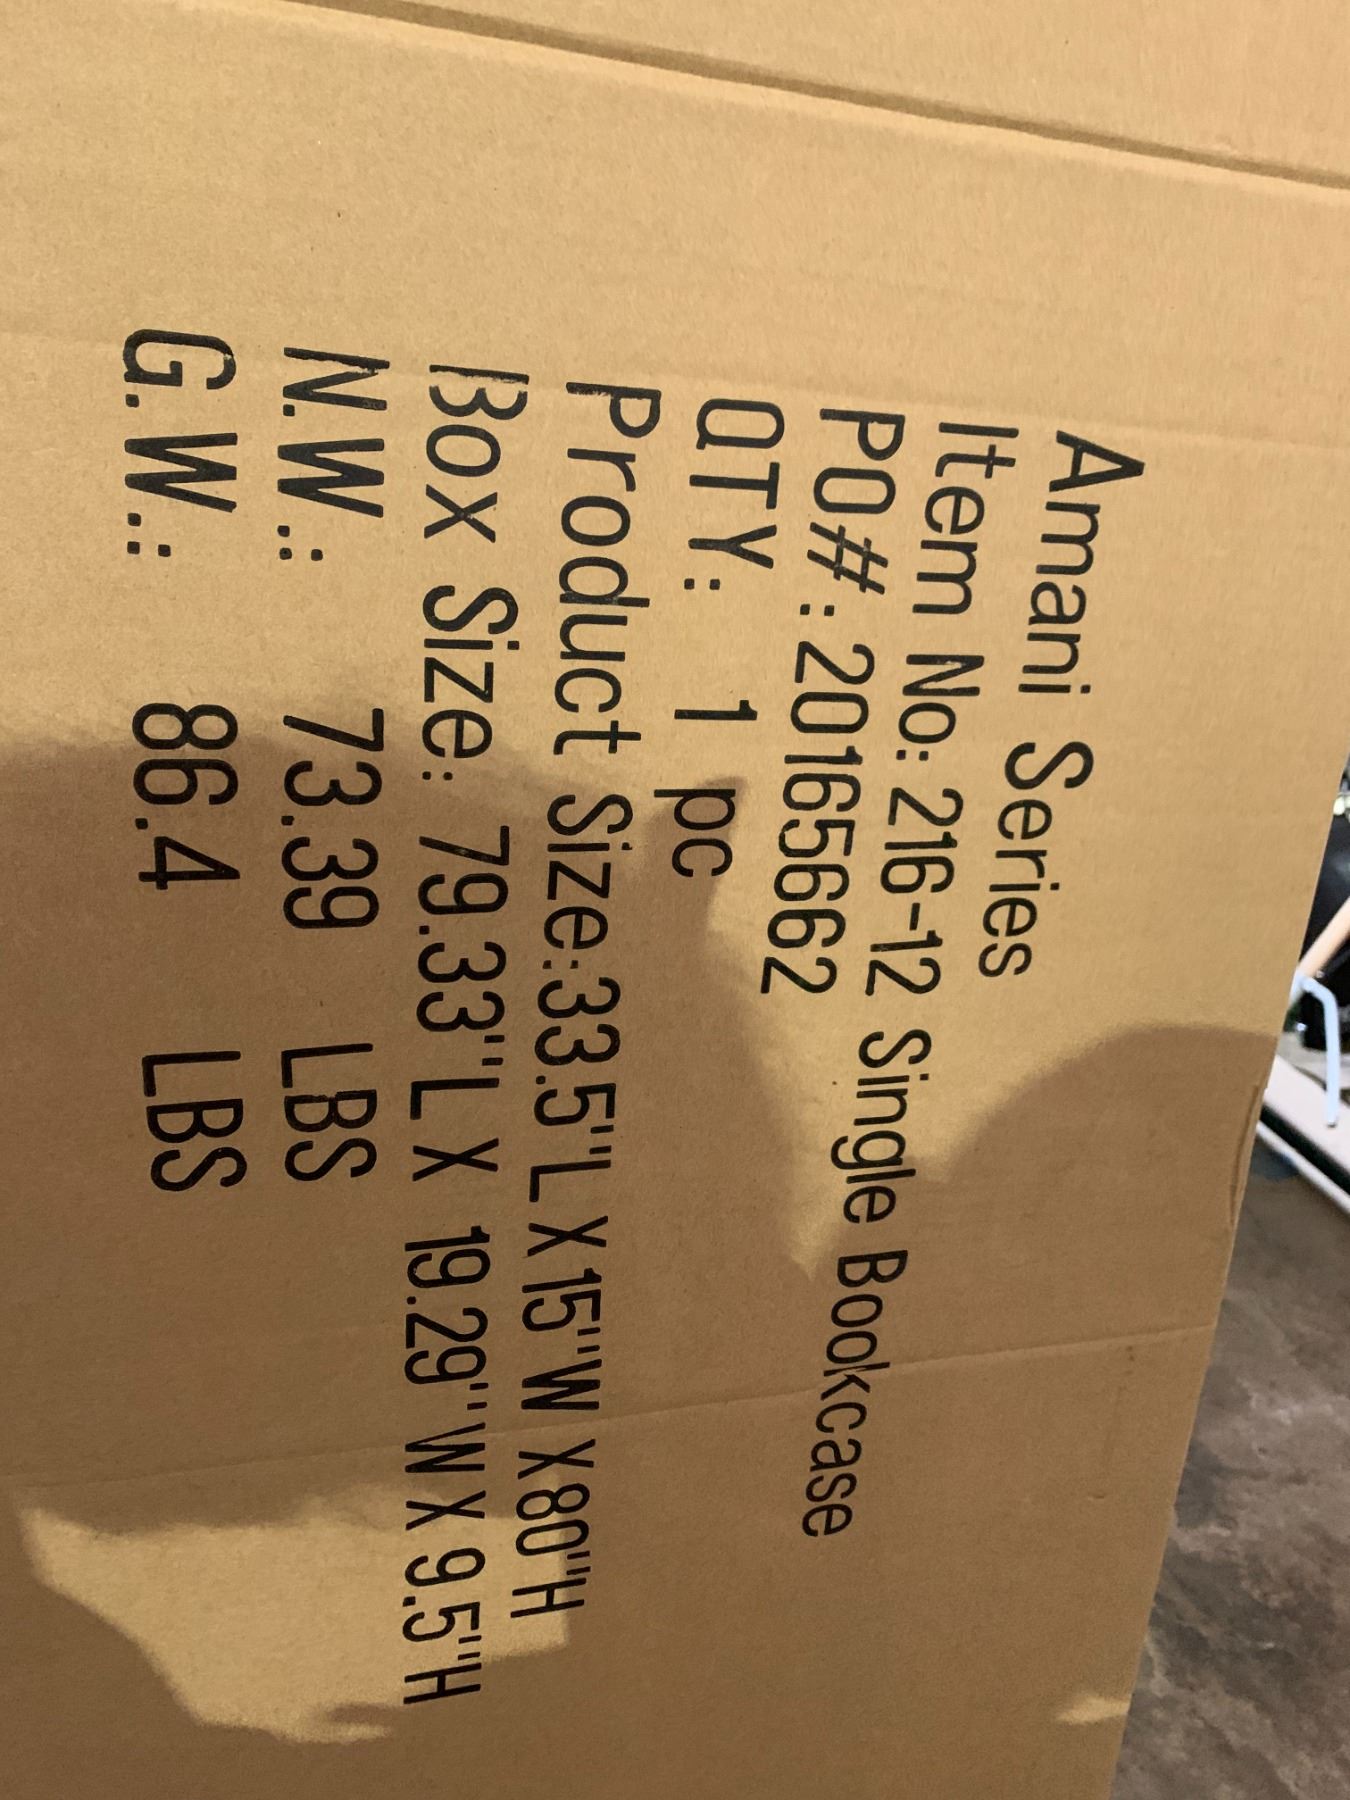 Amani Series
Item No: 216-12 Single Bookcase
PO#: 20165662
QTY: 1 pc
Product Size:33.5"L X 15"W X 80"H
Box Size: 79.33"L X 19.29"W X 9.5"H
N.W.: 73.39 LBS
G.W.: 86.4 LBS